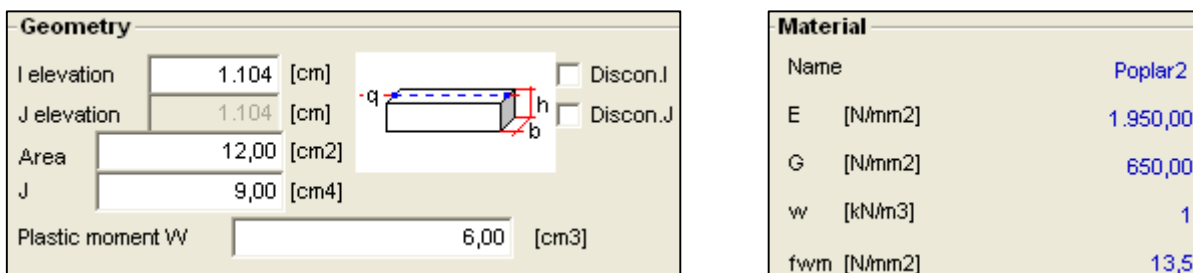 Geometry
I elevation 1.104 [cm] Discon.I
J elevation 1.104 [cm] Discon.J
q h b
Area 12,00 [cm2]
J 9,00 [cm4]
Plastic moment W 6,00 [cm3]
Material
Name Poplar2
E [N/mm2] 1.950,00
G [N/mm2] 650,00
w [kN/m3] 1
fwm [N/mm2] 13,5